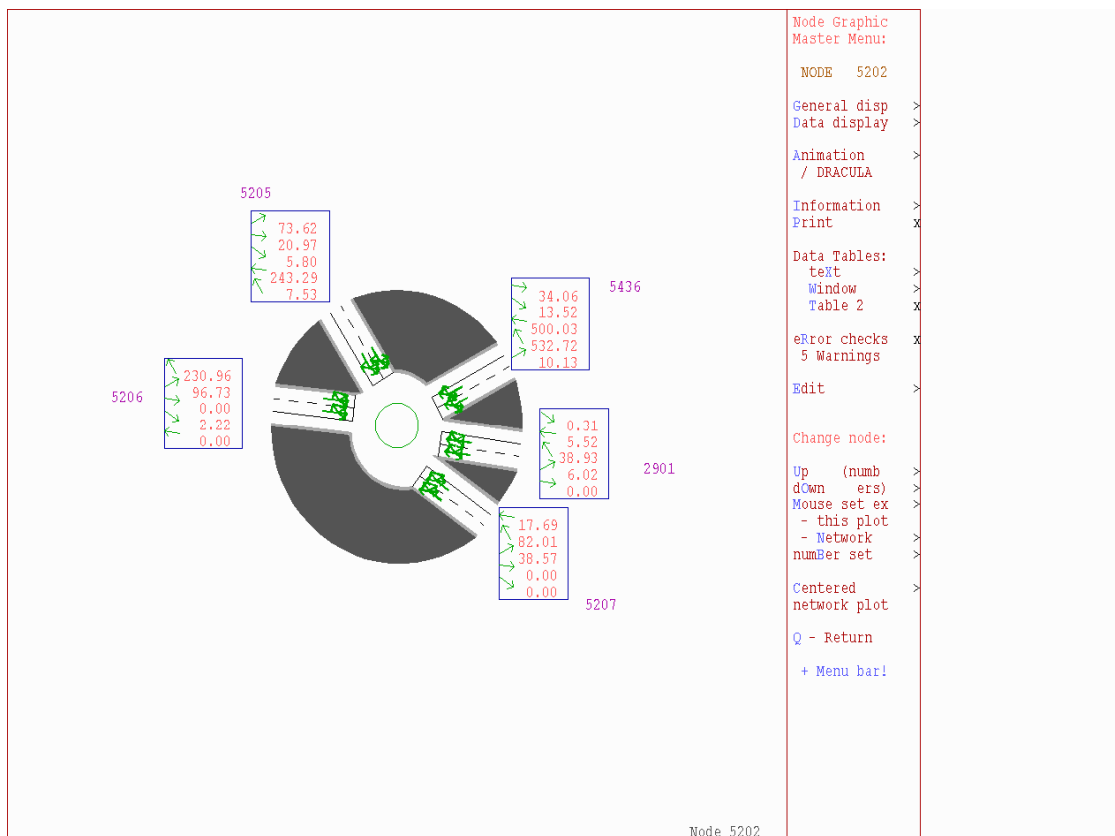 5205
73.62
20.97
5.80
243.29
7.53
5436
34.06
13.52
500.03
532.72
10.13
5206
230.96
96.73
0.00
2.22
0.00
2901
0.31
5.52
38.93
6.02
0.00
17.69
82.01
38.57
0.00
0.00
5207
Node 5202
Node Graphic
Master Menu:
NODE 5202
General disp >
Data display >
Animation >
/ DRACULA
Information >
Print x
Data Tables:
teXt >
Window >
Table 2 x
eRror checks x
5 Warnings
Edit >
Change node:
Up (numb >
dOwn ers) >
Mouse set ex >
- this plot
- Network >
numBer set >
Centered >
network plot
Q - Return
+ Menu bar!